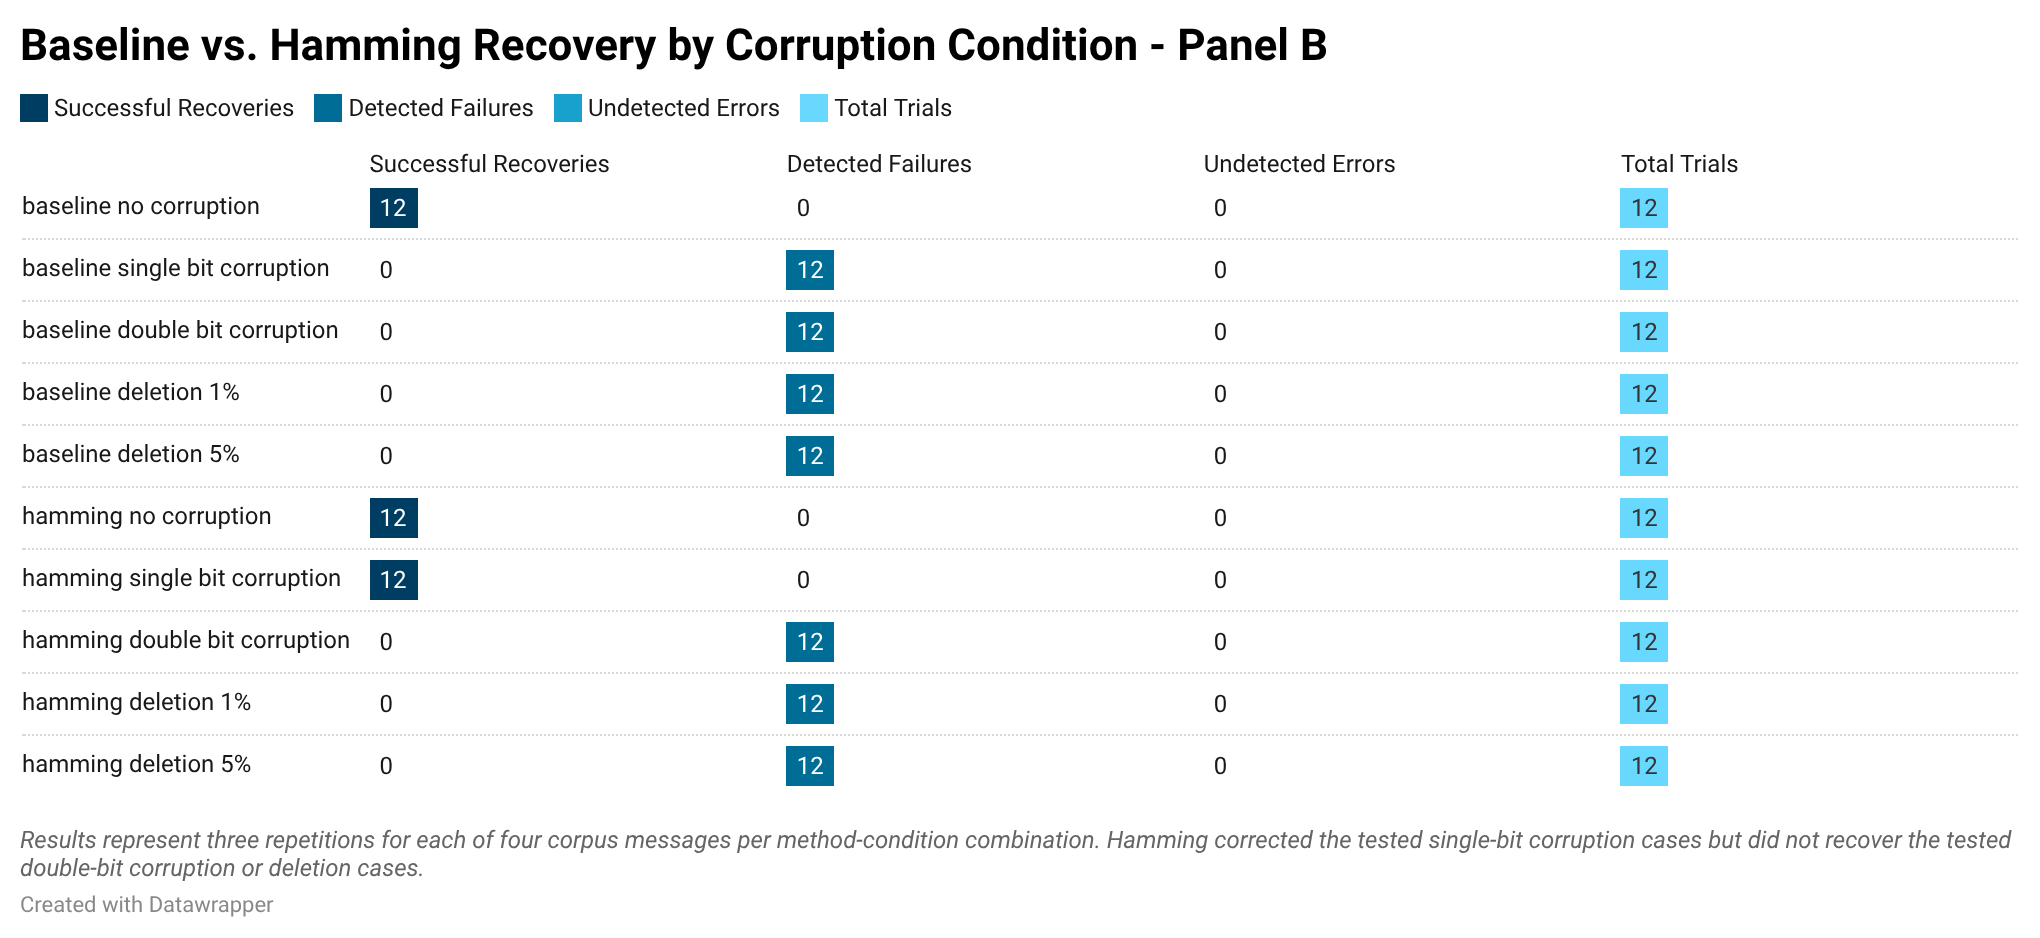 Baseline vs. Hamming Recovery by Corruption Condition - Panel B
Successful Recoveries Detected Failures Undetected Errors Total Trials
Successful Recoveries Detected Failures Undetected Errors Total Trials
baseline no corruption 12 0 0 12
baseline single bit corruption 0 12 0 12
baseline double bit corruption 0 12 0 12
baseline deletion 1% 0 12 0 12
baseline deletion 5% 0 12 0 12
hamming no corruption 12 0 0 12
hamming single bit corruption 12 0 0 12
hamming double bit corruption 0 12 0 12
hamming deletion 1% 0 12 0 12
hamming deletion 5% 0 12 0 12
Results represent three repetitions for each of four corpus messages per method-condition combination. Hamming corrected the tested single-bit corruption cases but did not recover the tested
double-bit corruption or deletion cases.
Created with Datawrapper